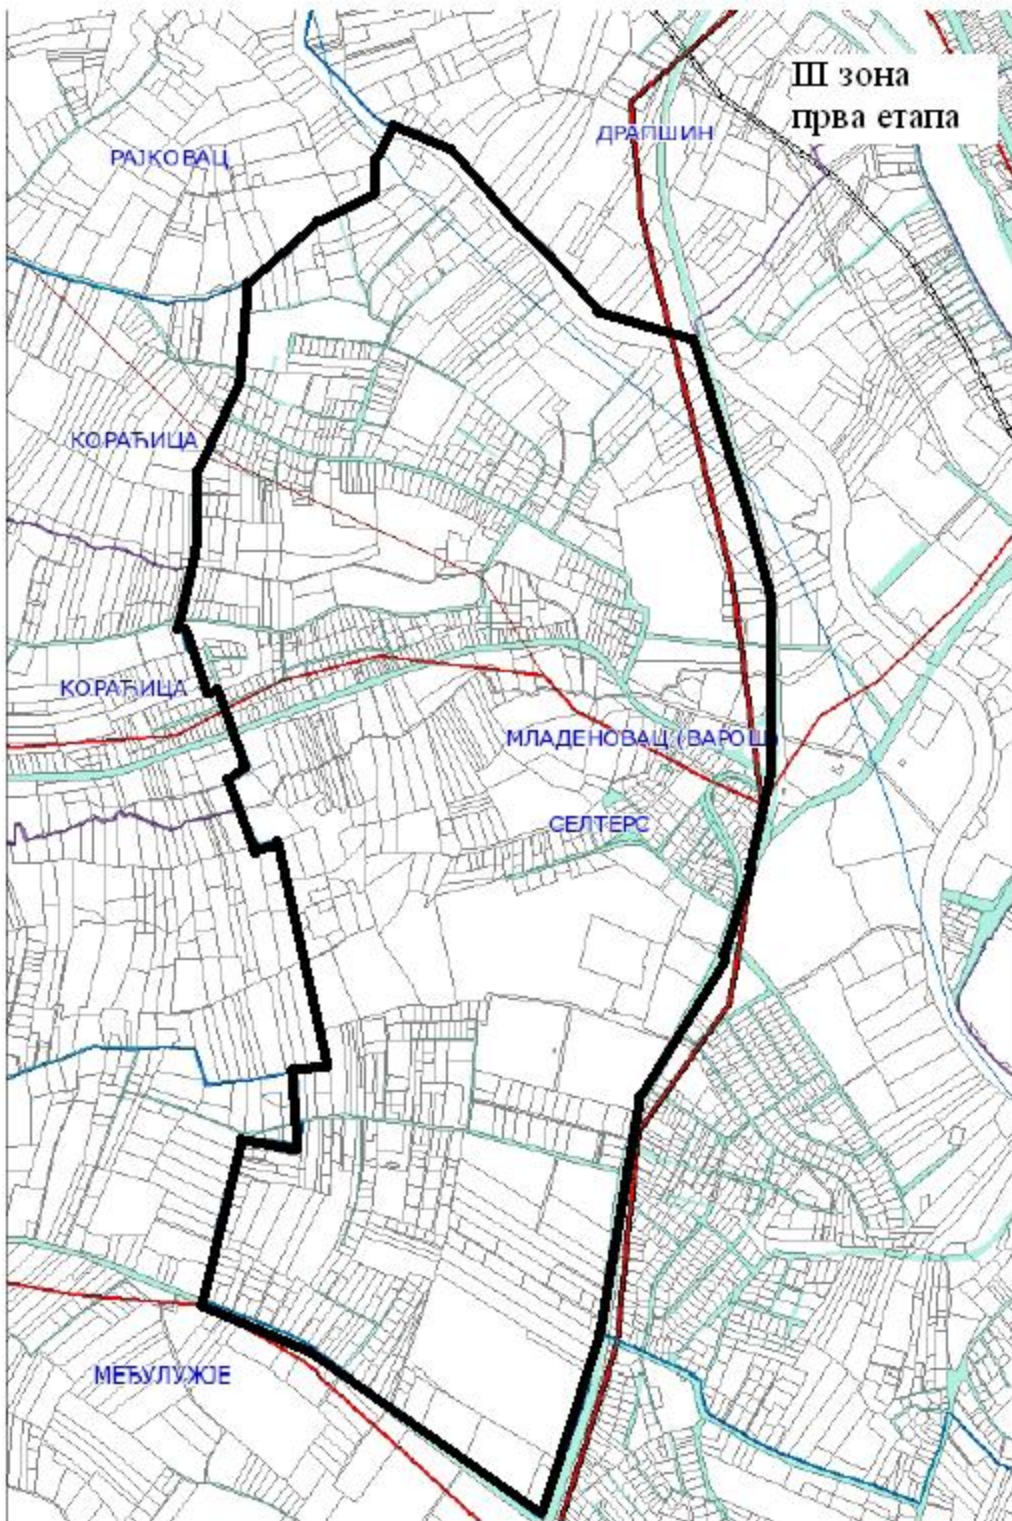 III зона
прва етапа
ДРАПШИН
РАЈКОВАЦ
КОРАЋИЦА
КОРАЋИЦА
МЛАДЕНОВАЦ (ВАРОШ)
СЕЛТЕРС
МЕЂУЛУЖЈЕ